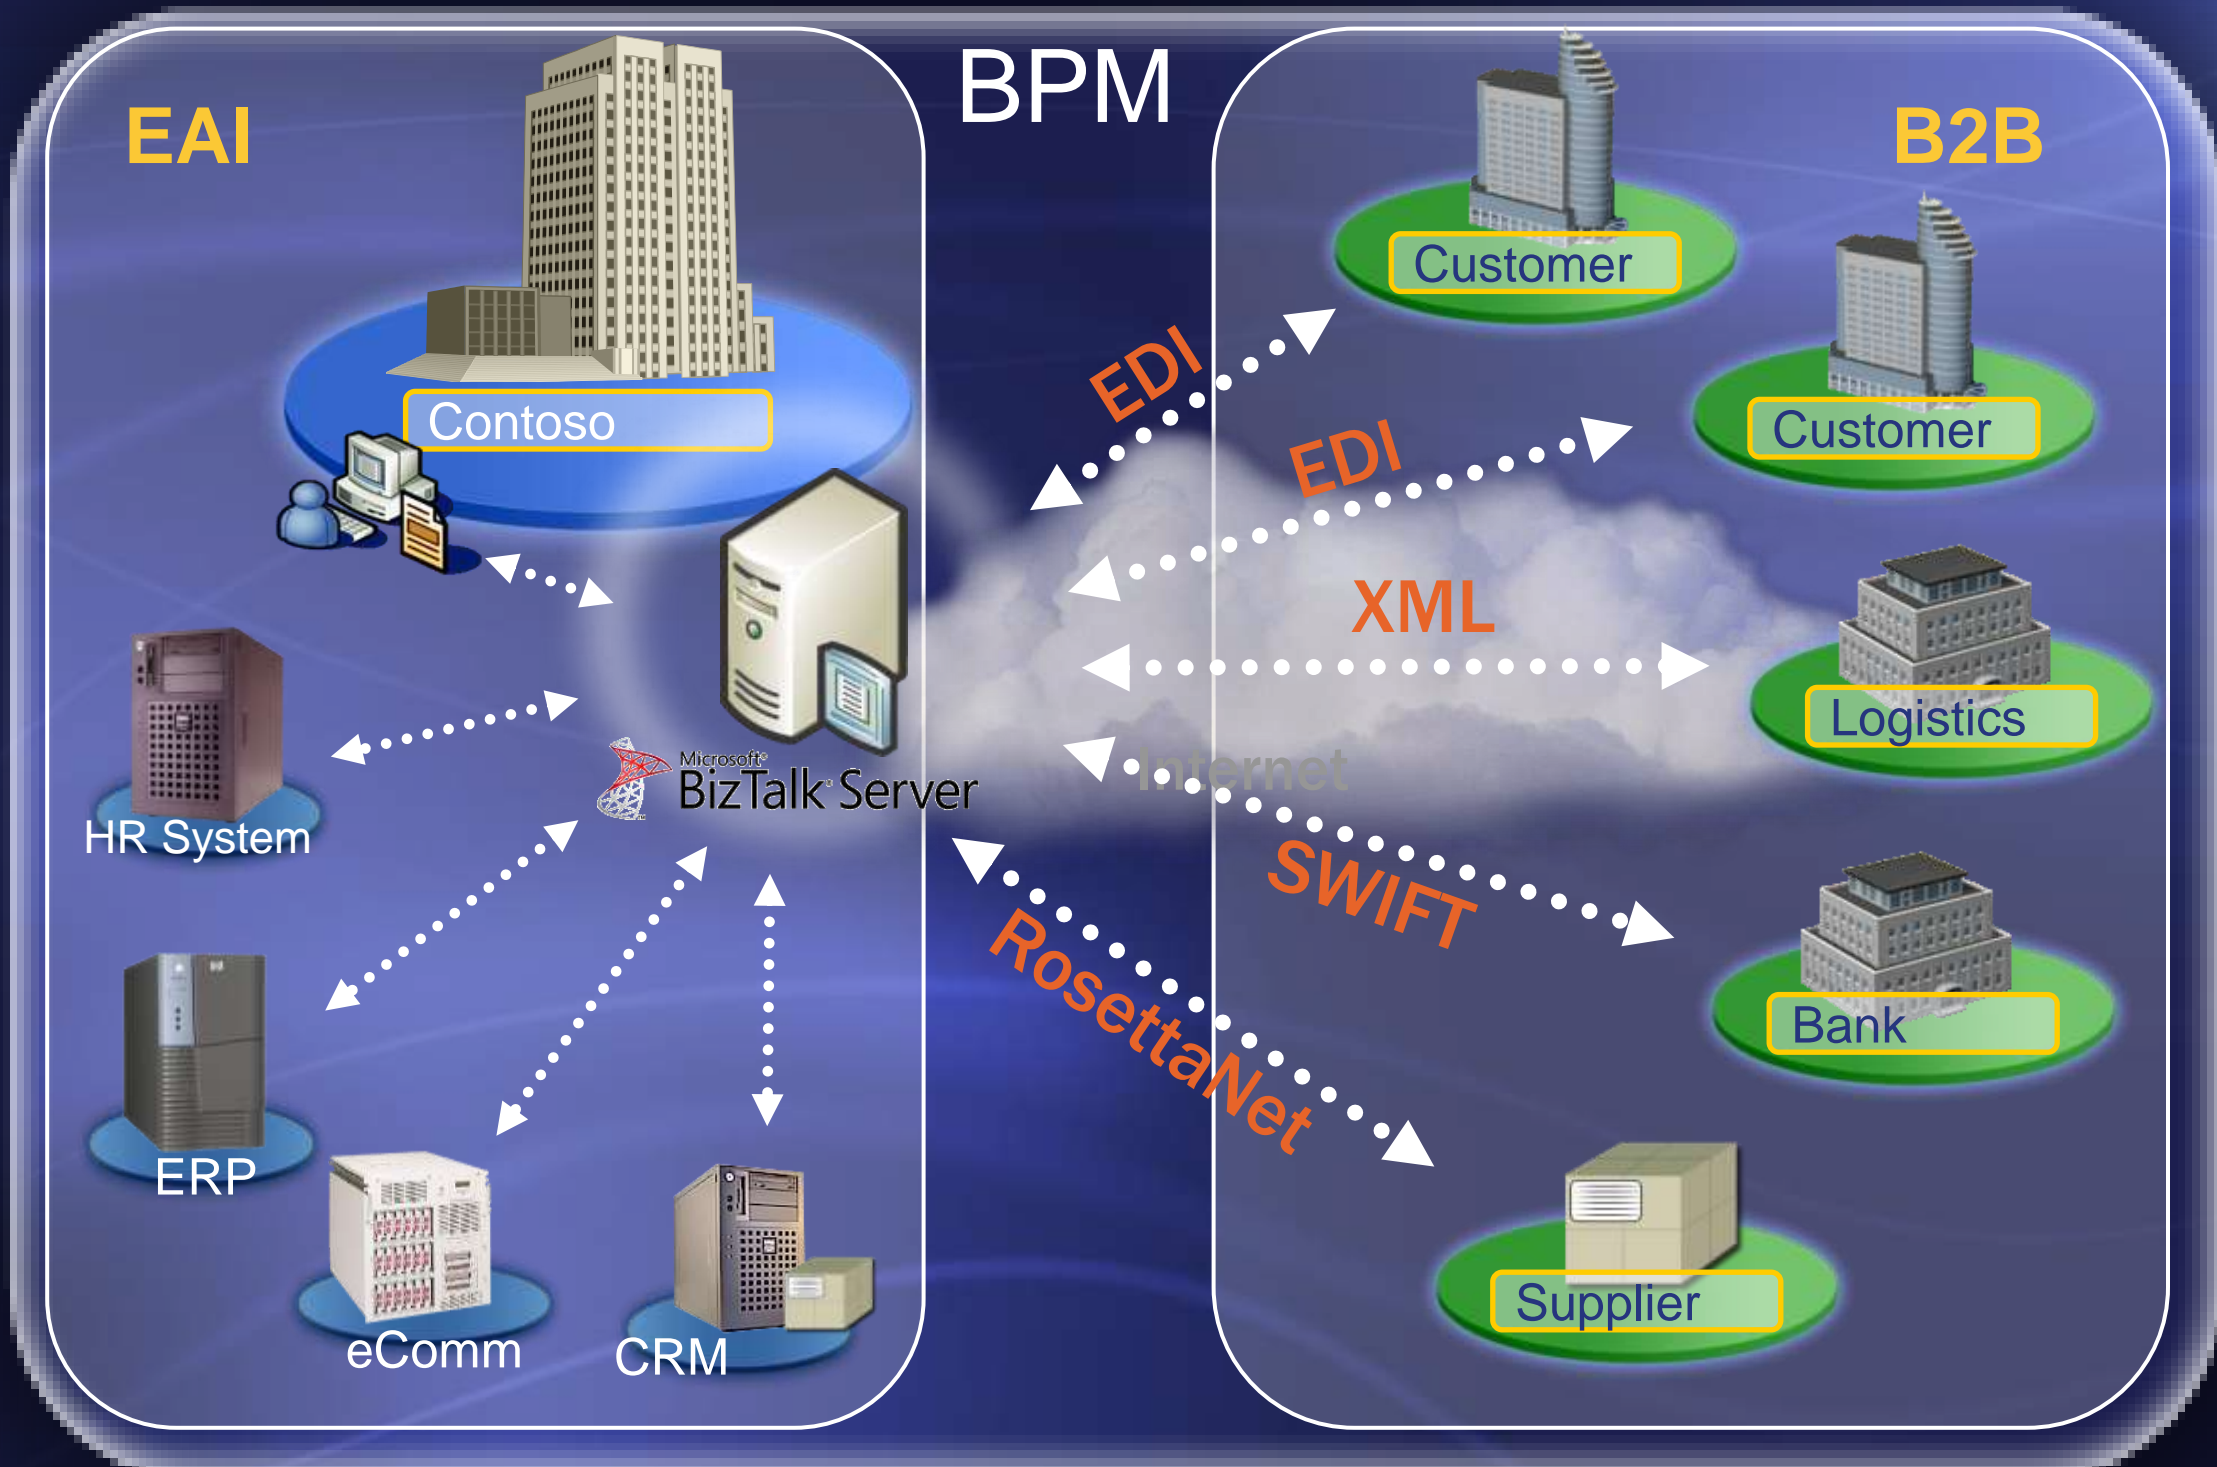 BPM
EAI
B2B
Customer
Customer
Contoso
EDI
EDI
XML
Logistics
Internet
Microsoft®
BizTalk® Server
HR System
SWIFT
RosettaNet
Bank
ERP
Supplier
eComm
CRM